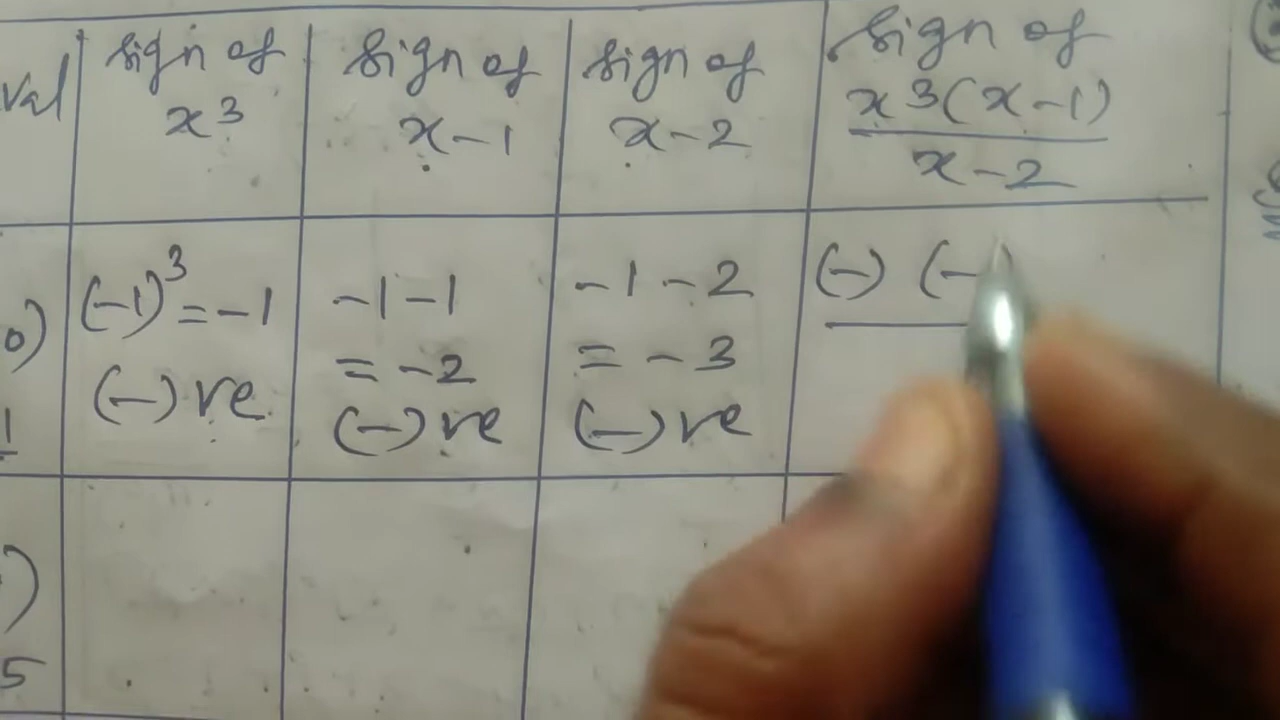 val
sign of
x³
sign of
x-1
sign of
x-2
sign of
x3(x-1)
x-2
0)
1
(-1)³ = -1
(-)ve
-1-1
= -2
(-)ve
-1-2
= -3
(-)ve
(-) (-)
)
5